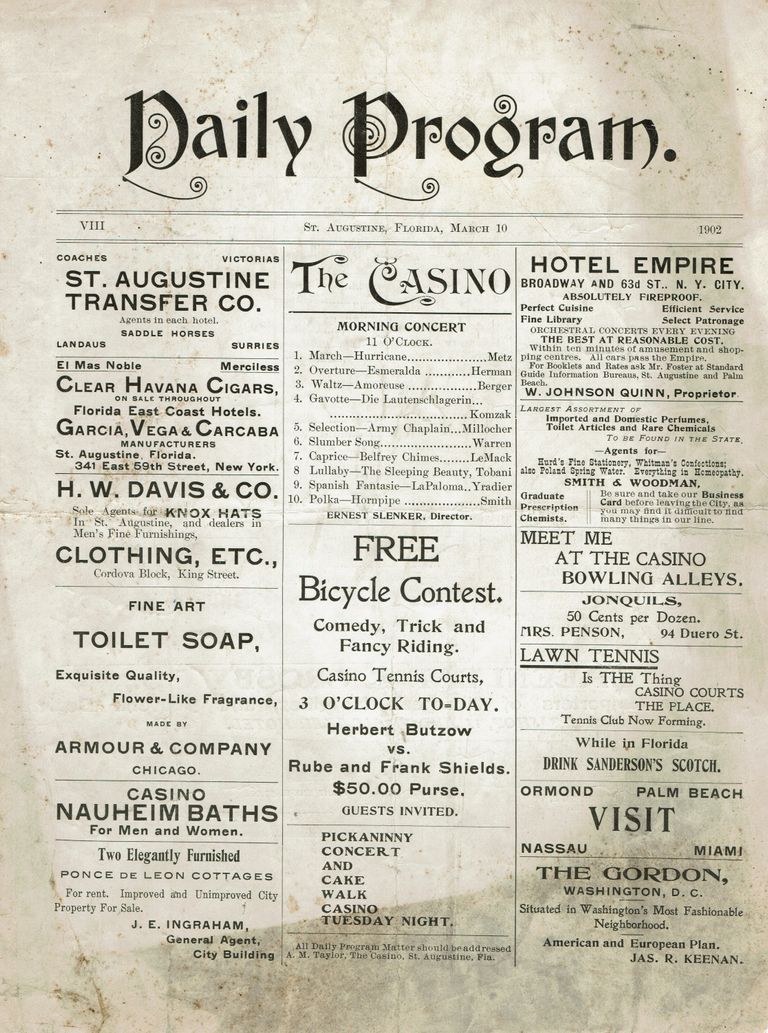 Daily Program.
VIII
St. Augustine, Florida, March 10
1902
COACHES VICTORIAS
ST. AUGUSTINE
TRANSFER CO.
Agents in each hotel.
SADDLE HORSES
LANDAUS SURRIES
El Mas Noble Merciless
CLEAR HAVANA CIGARS,
ON SALE THROUGHOUT
Florida East Coast Hotels.
GARCIA, VEGA & CARCABA
MANUFACTURERS
St. Augustine, Florida.
341 East 59th Street, New York.
H. W. DAVIS & CO.
Sole Agents for KNOX HATS
In St. Augustine, and dealers in
Men's Fine Furnishings,
CLOTHING, ETC.,
Cordova Block, King Street.
FINE ART
TOILET SOAP,
Exquisite Quality,
Flower-Like Fragrance,
MADE BY
ARMOUR & COMPANY
CHICAGO.
CASINO
NAUHEIM BATHS
For Men and Women.
Two Elegantly Furnished
PONCE DE LEON COTTAGES
For rent. Improved and Unimproved City
Property For Sale.
J. E. INGRAHAM,
General Agent,
City Building
The CASINO
MORNING CONCERT
11 O'CLOCK.
1. March—Hurricane..................Metz
2. Overture—Esmeralda ...........Herman
3. Waltz—Amoreuse .................Berger
4. Gavotte—Die Lautenschlagerin...
................................Komzak
5. Selection—Army Chaplain...Millocher
6. Slumber Song......................Warren
7. Caprice—Belfrey Chimes........LeMack
8 Lullaby—The Sleeping Beauty, Tobani
9. Spanish Fantasie—LaPaloma..Yradier
10. Polka—Hornpipe ..................Smith
ERNEST SLENKER, Director.
FREE
Bicycle Contest.
Comedy, Trick and
Fancy Riding.
Casino Tennis Courts,
3 O'CLOCK TO=DAY.
Herbert Butzow
vs.
Rube and Frank Shields.
$50.00 Purse.
GUESTS INVITED.
PICKANINNY
CONCERT
AND
CAKE
WALK
CASINO
TUESDAY NIGHT.
All Daily Program Matter should be addressed
A. M. Taylor, The Casino, St. Augustine, Fla.
HOTEL EMPIRE
BROADWAY AND 63d ST.. N. Y. CITY.
ABSOLUTELY FIREPROOF.
Perfect Cuisine Efficient Service
Fine Library Select Patronage
ORCHESTRAL CONCERTS EVERY EVENING
THE BEST AT REASONABLE COST.
Within ten minutes of amusement and shop-
ping centres. All cars pass the Empire.
For Booklets and Rates ask Mr. Foster at Standard
Guide Information Bureaus, St. Augustine and Palm
Beach.
W. JOHNSON QUINN, Proprietor
LARGEST ASSORTMENT OF
Imported and Domestic Perfumes,
Toilet Articles and Rare Chemicals
TO BE FOUND IN THE STATE.
—Agents for—
Hurd's Fine Stationery, Whitman's Confections;
also Poland Spring Water. Everything in Homeopathy.
SMITH & WOODMAN,
Graduate
Prescription
Chemists.
Be sure and take our Business
Card before leaving the City, as
you may find it difficult to find
many things in our line.
MEET ME
AT THE CASINO
BOWLING ALLEYS.
JONQUILS,
50 Cents per Dozen.
MRS. PENSON, 94 Duero St.
LAWN TENNIS
Is THE Thing
CASINO COURTS
THE PLACE.
Tennis Club Now Forming.
While in Florida
DRINK SANDERSON'S SCOTCH.
ORMOND PALM BEACH
VISIT
NASSAU MIAMI
THE GORDON,
WASHINGTON, D. C.
Situated in Washington's Most Fashionable
Neighborhood.
American and European Plan.
JAS. R. KEENAN.